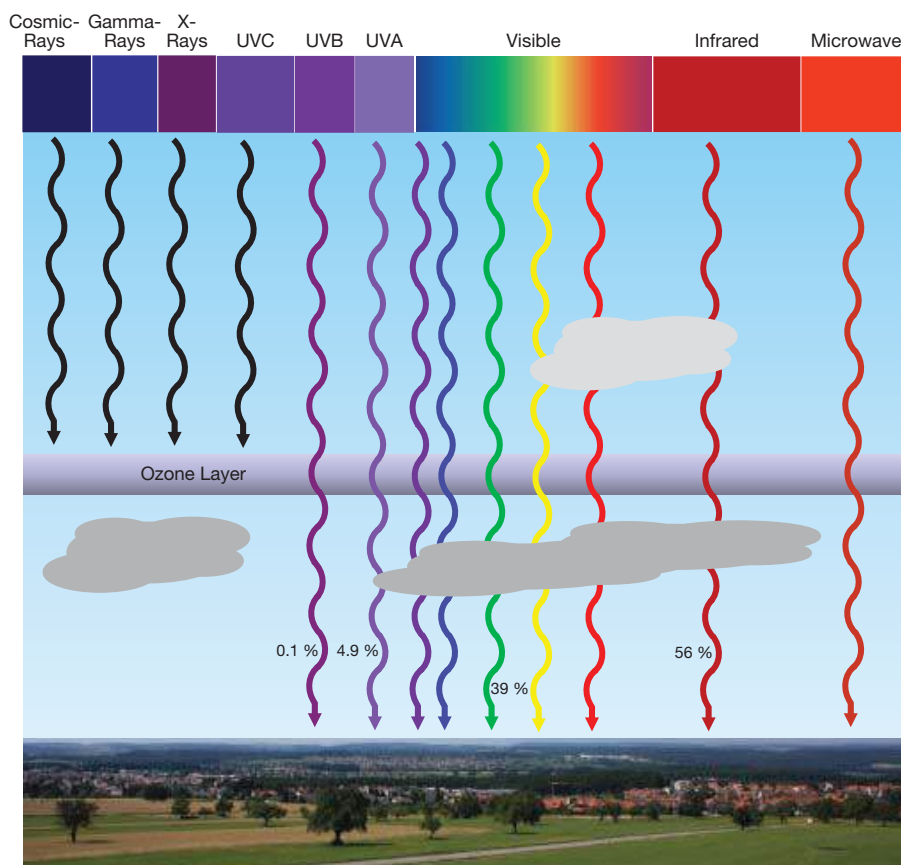 Cosmic-
Rays
Gamma-
Rays
X-
Rays
UVC
UVB
UVA
Visible
Infrared
Microwave
Ozone Layer
0.1 %
4.9 %
56 %
39 %